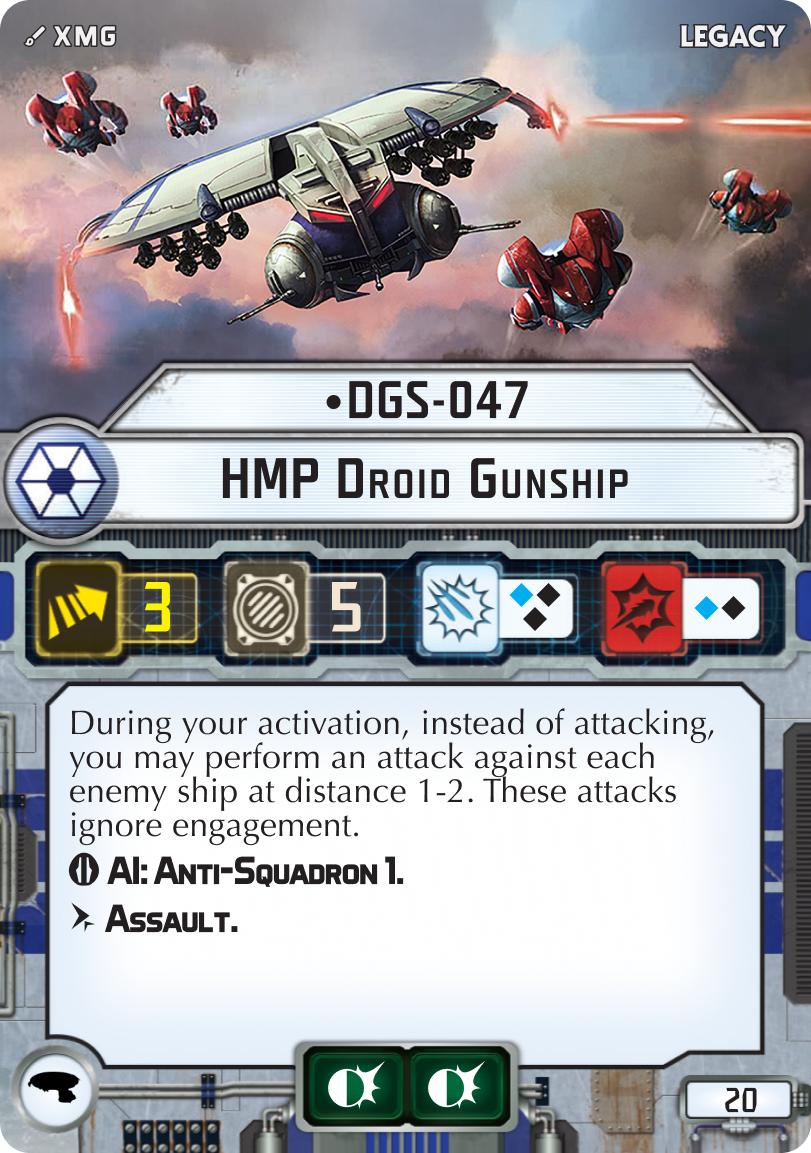 XMG
LEGACY
•DGS-047
HMP DROID GUNSHIP
3
5
During your activation, instead of attacking,
you may perform an attack against each
enemy ship at distance 1-2. These attacks
ignore engagement.
AI: ANTI-SQUADRON 1.
ASSAULT.
20